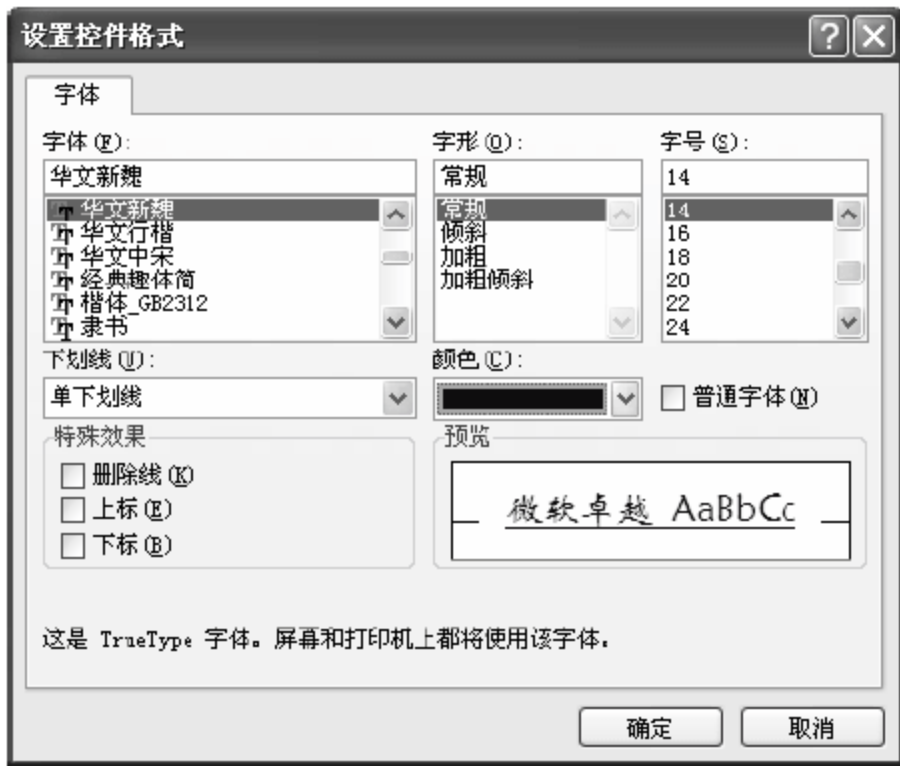 设置控件格式
字体
字体(F): 字形(O): 字号(S):
华文新魏 常规 14
华文新魏 常规 14
华文行楷 倾斜 16
华文中宋 加粗 18
经典趣体简 加粗倾斜 20
楷体_GB2312 22
隶书 24
下划线(U): 颜色(C):
单下划线 普通字体(N)
特殊效果 预览
删除线(K)
上标(E) 微软卓越 AaBbCc
下标(B)
这是 TrueType 字体。屏幕和打印机上都将使用该字体。
确定 取消